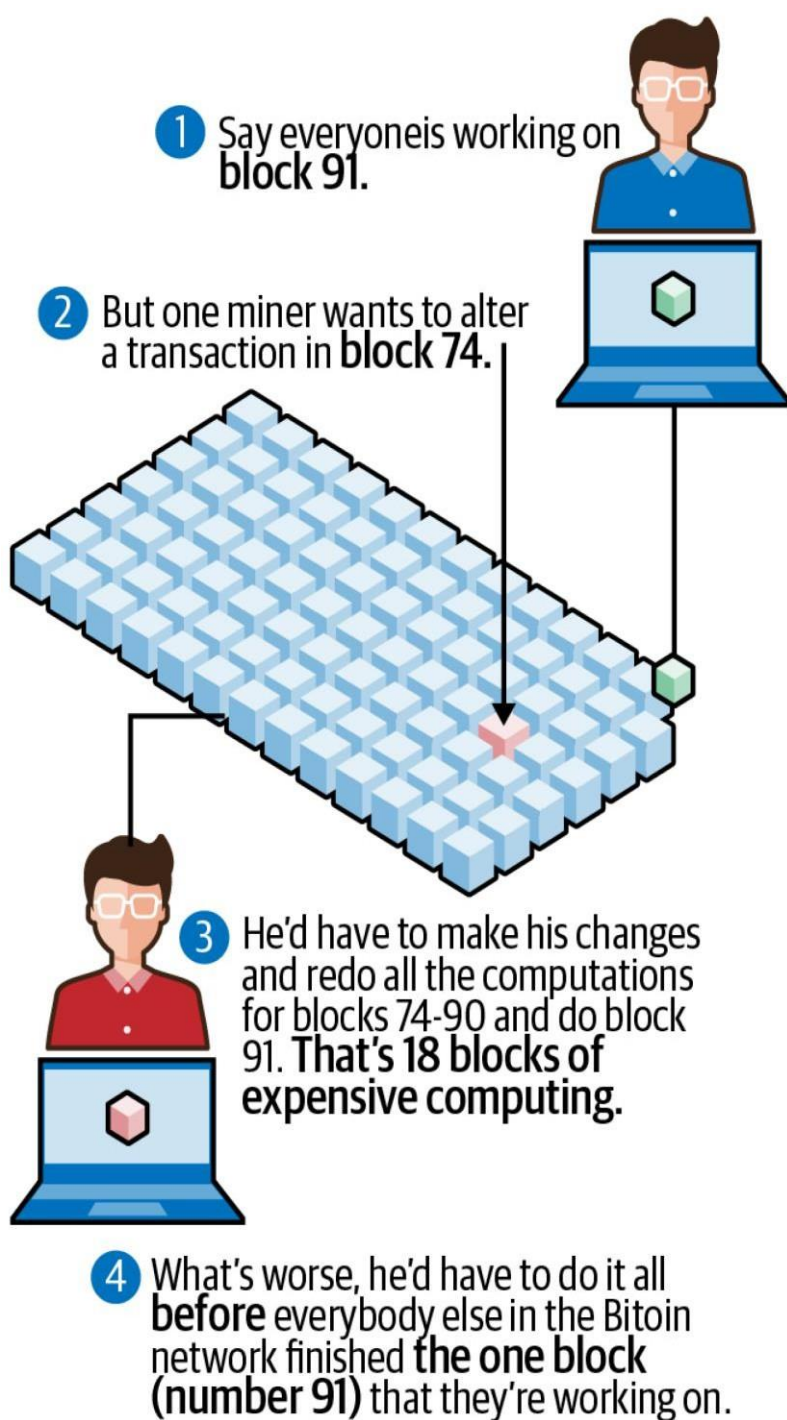 1 Say everyoneis working on
block 91.
2 But one miner wants to alter
a transaction in block 74.
3 He'd have to make his changes
and redo all the computations
for blocks 74-90 and do block
91. That's 18 blocks of
expensive computing.
4 What's worse, he'd have to do it all
before everybody else in the Bitoin
network finished the one block
(number 91) that they're working on.